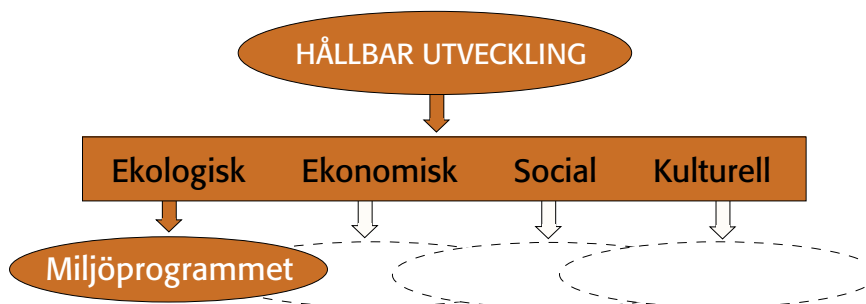 HÅLLBAR UTVECKLING
Ekologisk Ekonomisk Social Kulturell
Miljöprogrammet